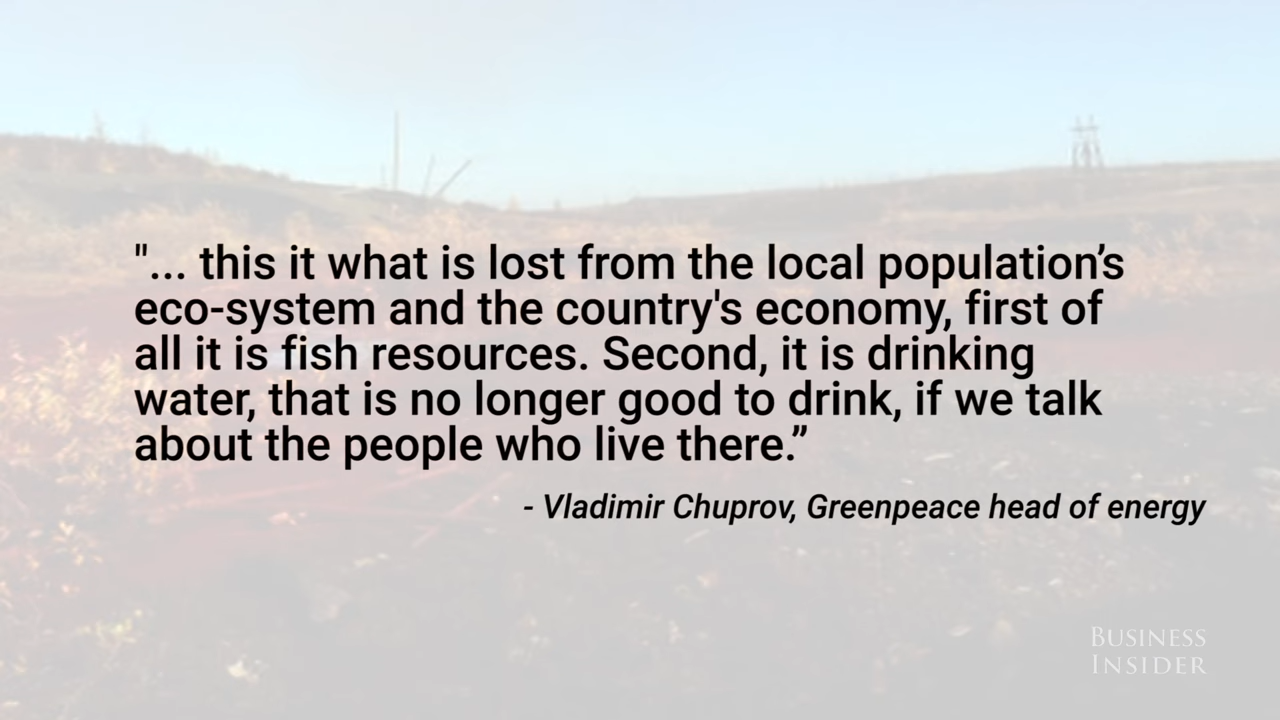 "... this it what is lost from the local population’s
eco-system and the country's economy, first of
all it is fish resources. Second, it is drinking
water, that is no longer good to drink, if we talk
about the people who live there.”
- Vladimir Chuprov, Greenpeace head of energy
BUSINESS
INSIDER